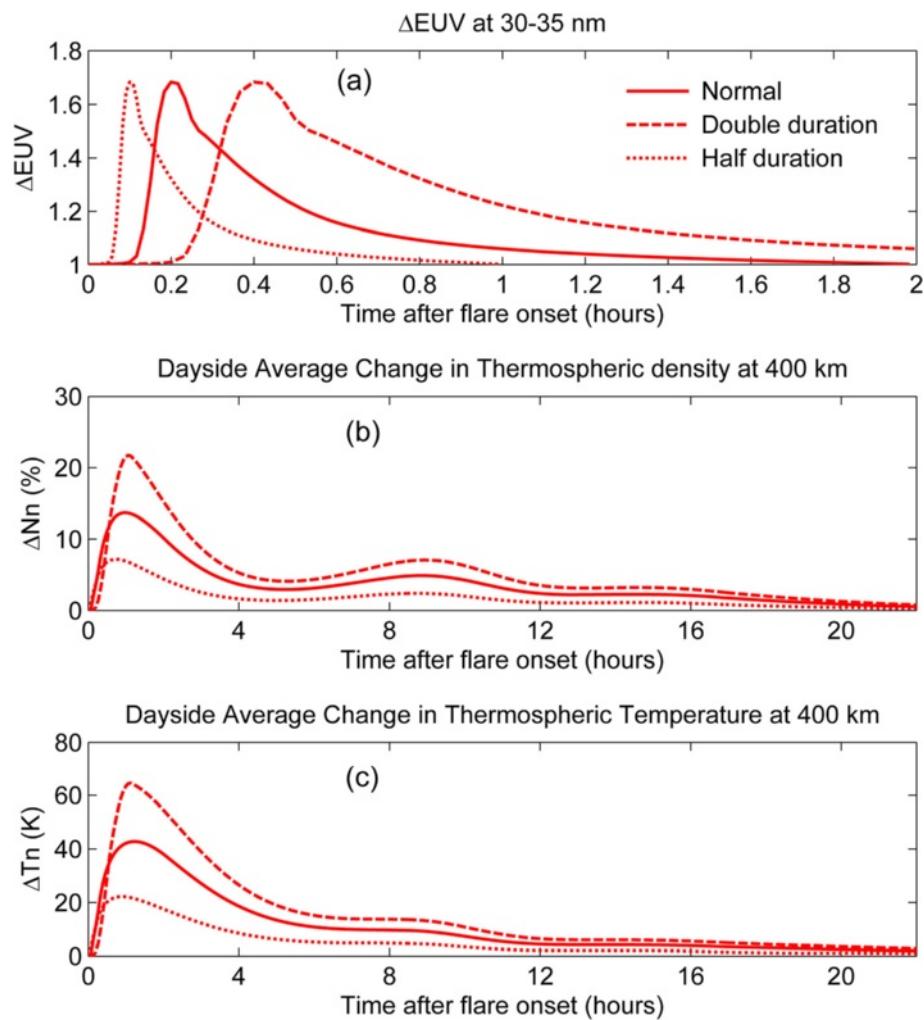 ΔEUV at 30-35 nm
1.8
1.6
1.4
1.2
1
ΔEUV
(a)
Normal
Double duration
Half duration
0 0.2 0.4 0.6 0.8 1 1.2 1.4 1.6 1.8 2
Time after flare onset (hours)
Dayside Average Change in Thermospheric density at 400 km
30
20
10
0
ΔNn (%)
(b)
0 4 8 12 16 20
Time after flare onset (hours)
Dayside Average Change in Thermospheric Temperature at 400 km
80
60
40
20
0
ΔTn (K)
(c)
0 4 8 12 16 20
Time after flare onset (hours)